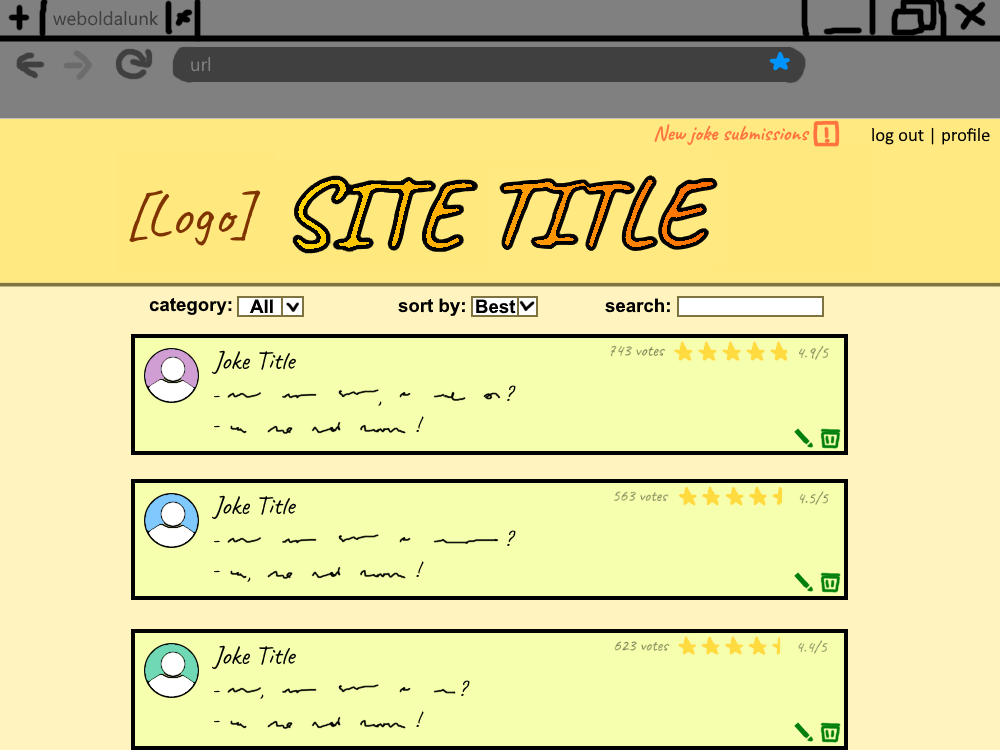 weboldalunk
url
New joke submissions !
log out | profile
[Logo] SITE TITLE
category: All
sort by: Best
search:
Joke Title
743 votes
4.9/5
Joke Title
563 votes
4.5/5
Joke Title
623 votes
4.4/5